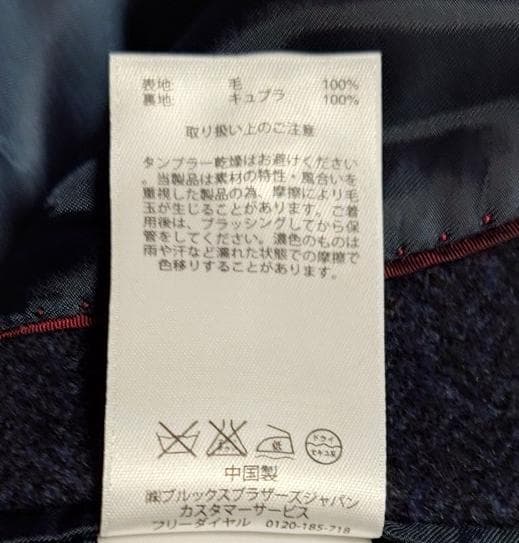 表地: 毛 100%
裏地: キュプラ 100%
取り扱い上のご注意
タンブラー乾燥はお避けください
。当製品は素材の特性・風合いを
重視した製品の為、摩擦により毛
玉が生じることがあります。ご着
用後は、ブラッシングしてから保
管をしてください。濃色のものは
雨や汗など濡れた状態での摩擦で
色移りすることがあります。
低 ドライ
中国製
㈱ブルックスブラザーズジャパン
カスタマーサービス
フリーダイヤル 0120-185-718